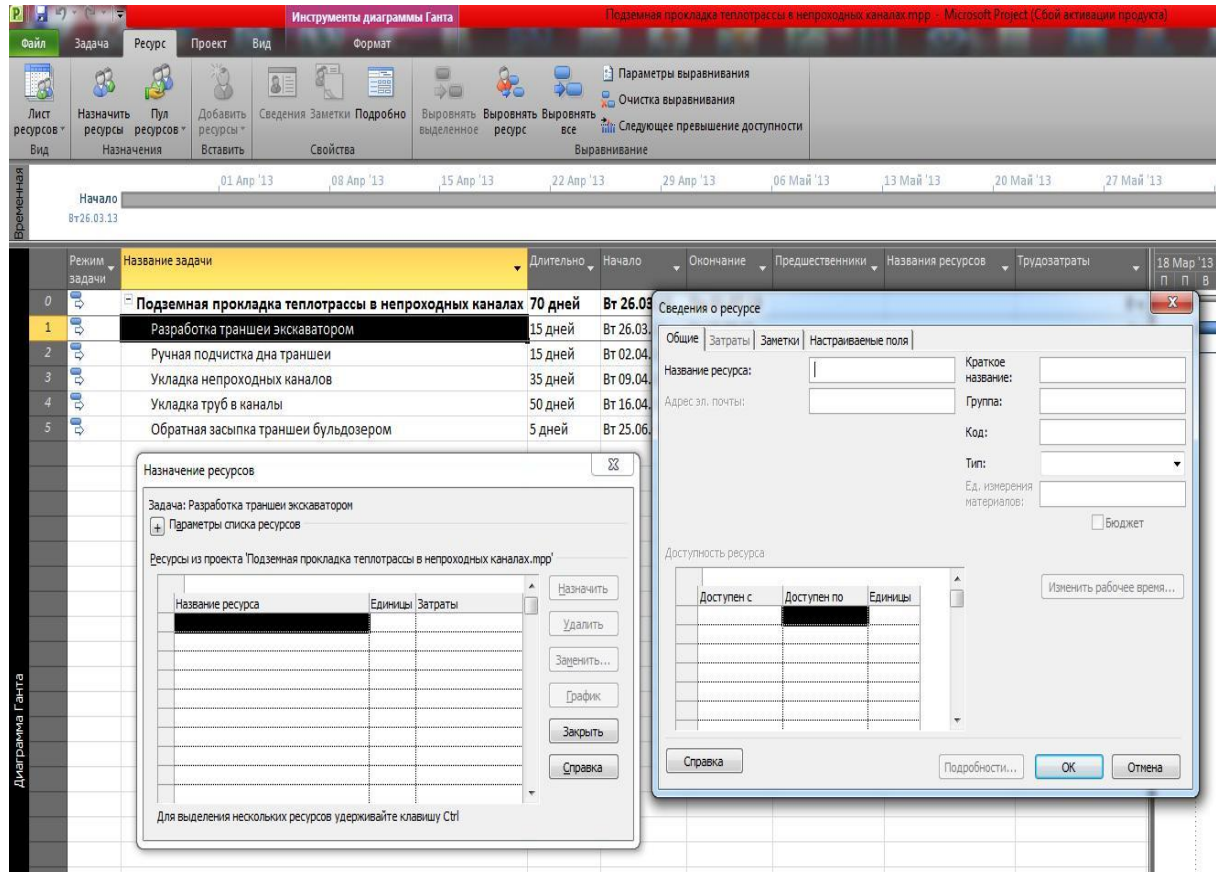 Инструменты диаграммы Ганта
Подземная прокладка теплотрассы в непроходных каналах.mpp - Microsoft Project (Сбой активации продукта)
Файл Задача Ресурс Проект Вид Формат
Лист ресурсов
Назначить ресурсы
Пул ресурсов
Добавить ресурсы
Сведения Заметки Подробно
Выровнять выделенное
Выровнять ресурс
Выровнять все
Параметры выравнивания
Очистка выравнивания
Следующее превышение доступности
Вид Назначения Вставить Свойства Выравнивание
Временная
01 Апр '13 08 Апр '13 15 Апр '13 22 Апр '13 29 Апр '13 06 Май '13 13 Май '13 20 Май '13 27 Май '13
Начало
Вт26.03.13
Режим задачи Название задачи Длительно Начало Окончание Предшественники Названия ресурсов Трудозатраты 18 Мар '13
П П В
0 Подземная прокладка теплотрассы в непроходных каналах 70 дней Вт 26.03
1 Разработка траншеи экскаватором 15 дней Вт 26.03.
2 Ручная подчистка дна траншеи 15 дней Вт 02.04.
3 Укладка непроходных каналов 35 дней Вт 09.04.
4 Укладка труб в каналы 50 дней Вт 16.04.
5 Обратная засыпка траншеи бульдозером 5 дней Вт 25.06.
Диаграмма Ганта
Назначение ресурсов
Задача: Разработка траншеи экскаватором
+ Параметры списка ресурсов
Ресурсы из проекта 'Подземная прокладка теплотрассы в непроходных каналах.mpp'
Название ресурса Единицы Затраты
Назначить
Удалить
Заменить...
График
Закрыть
Справка
Для выделения нескольких ресурсов удерживайте клавишу Ctrl
Сведения о ресурсе
Общие Затраты Заметки Настраиваемые поля
Название ресурса:
Краткое название:
Адрес эл. почты:
Группа:
Код:
Тип:
Ед. измерения материалов:
Бюджет
Доступность ресурса
Доступен с Доступен по Единицы
Изменить рабочее время...
Справка Подробности... ОК Отмена